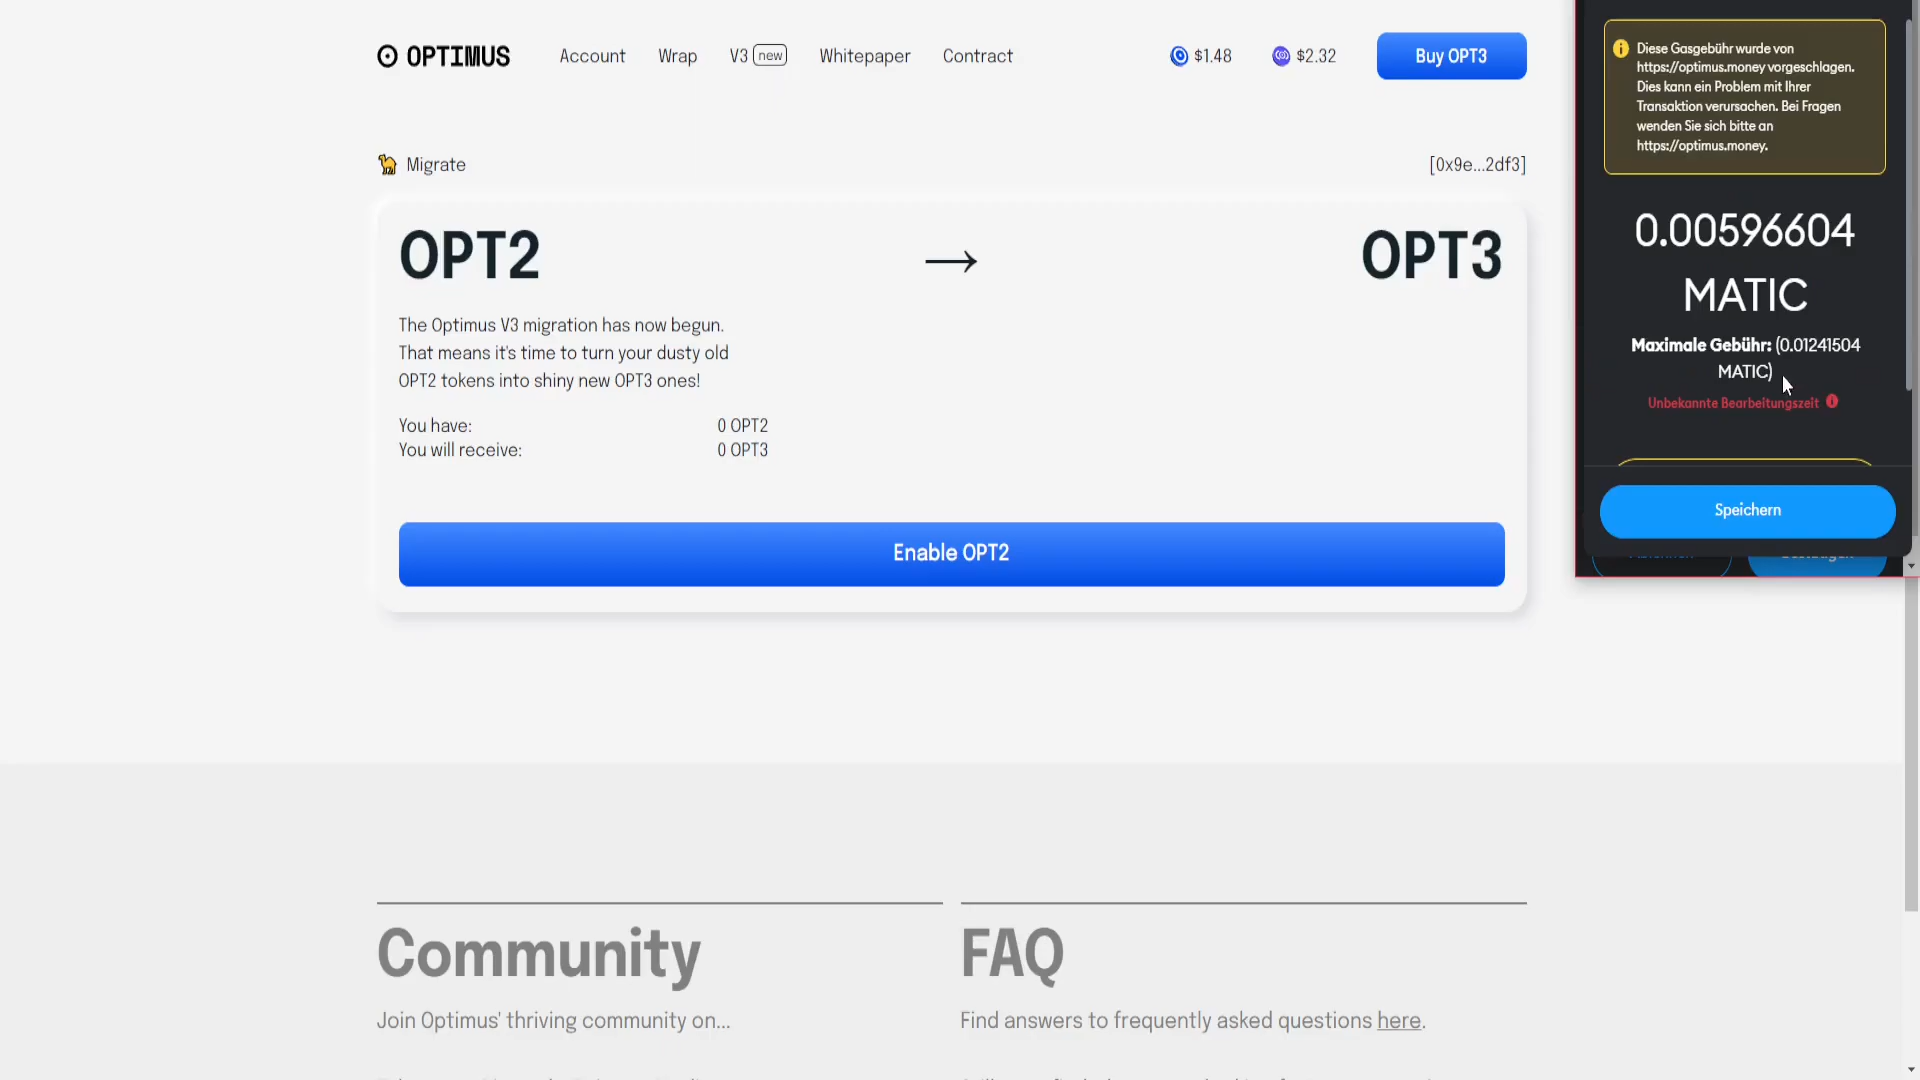 OPTIMUS
Account
Wrap
V3 new
Whitepaper
Contract
$1.48
$2.32
Buy OPT3
Migrate
[0x9e...2df3]
OPT2
→
OPT3
The Optimus V3 migration has now begun.
That means it's time to turn your dusty old
OPT2 tokens into shiny new OPT3 ones!
You have: 0 OPT2
You will receive: 0 OPT3
Enable OPT2
Community
Join Optimus' thriving community on...
FAQ
Find answers to frequently asked questions here.
Diese Gasgebühr wurde von
https://optimus.money vorgeschlagen.
Dies kann ein Problem mit Ihrer
Transaktion verursachen. Bei Fragen
wenden Sie sich bitte an
https://optimus.money.
0.00596604
MATIC
Maximale Gebühr: (0.01241504
MATIC)
Unbekannte Bearbeitungszeit
Speichern